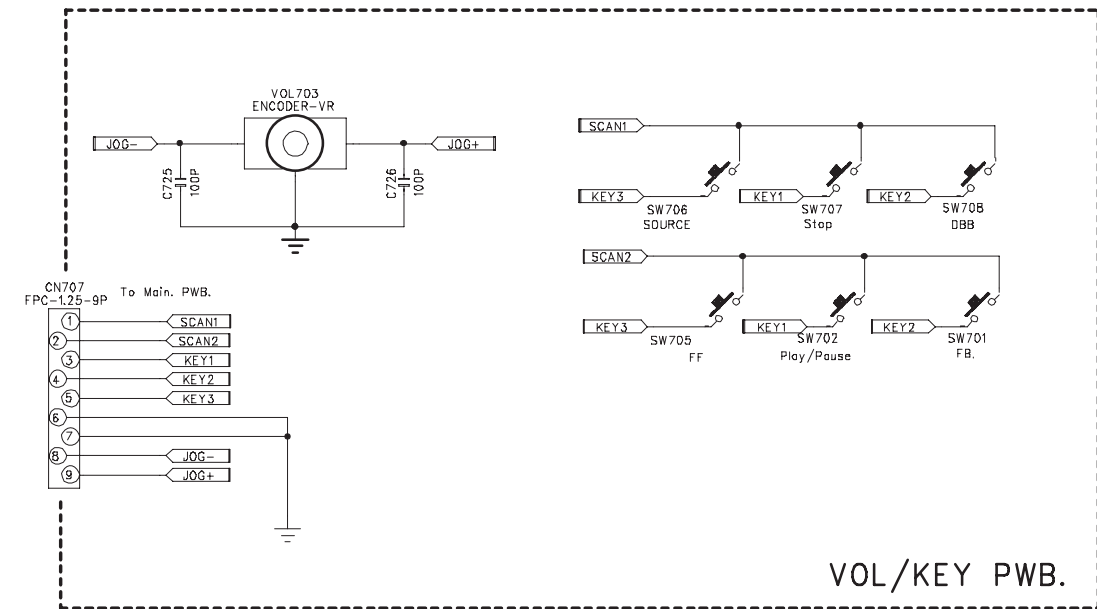 VOL703
ENCODER-VR
JOG-
JOG+
C725
100P
C726
100P
SCAN1
KEY3
KEY1
KEY2
SW706
SOURCE
SW707
Stop
SW708
DBB
SCAN2
KEY3
KEY1
KEY2
SW705
FF
SW702
Play/Pause
SW701
FB.
CN707
FPC-1.25-9P
To Main. PWB.
1 SCAN1
2 SCAN2
3 KEY1
4 KEY2
5 KEY3
6
7
8 JOG-
9 JOG+
VOL/KEY PWB.